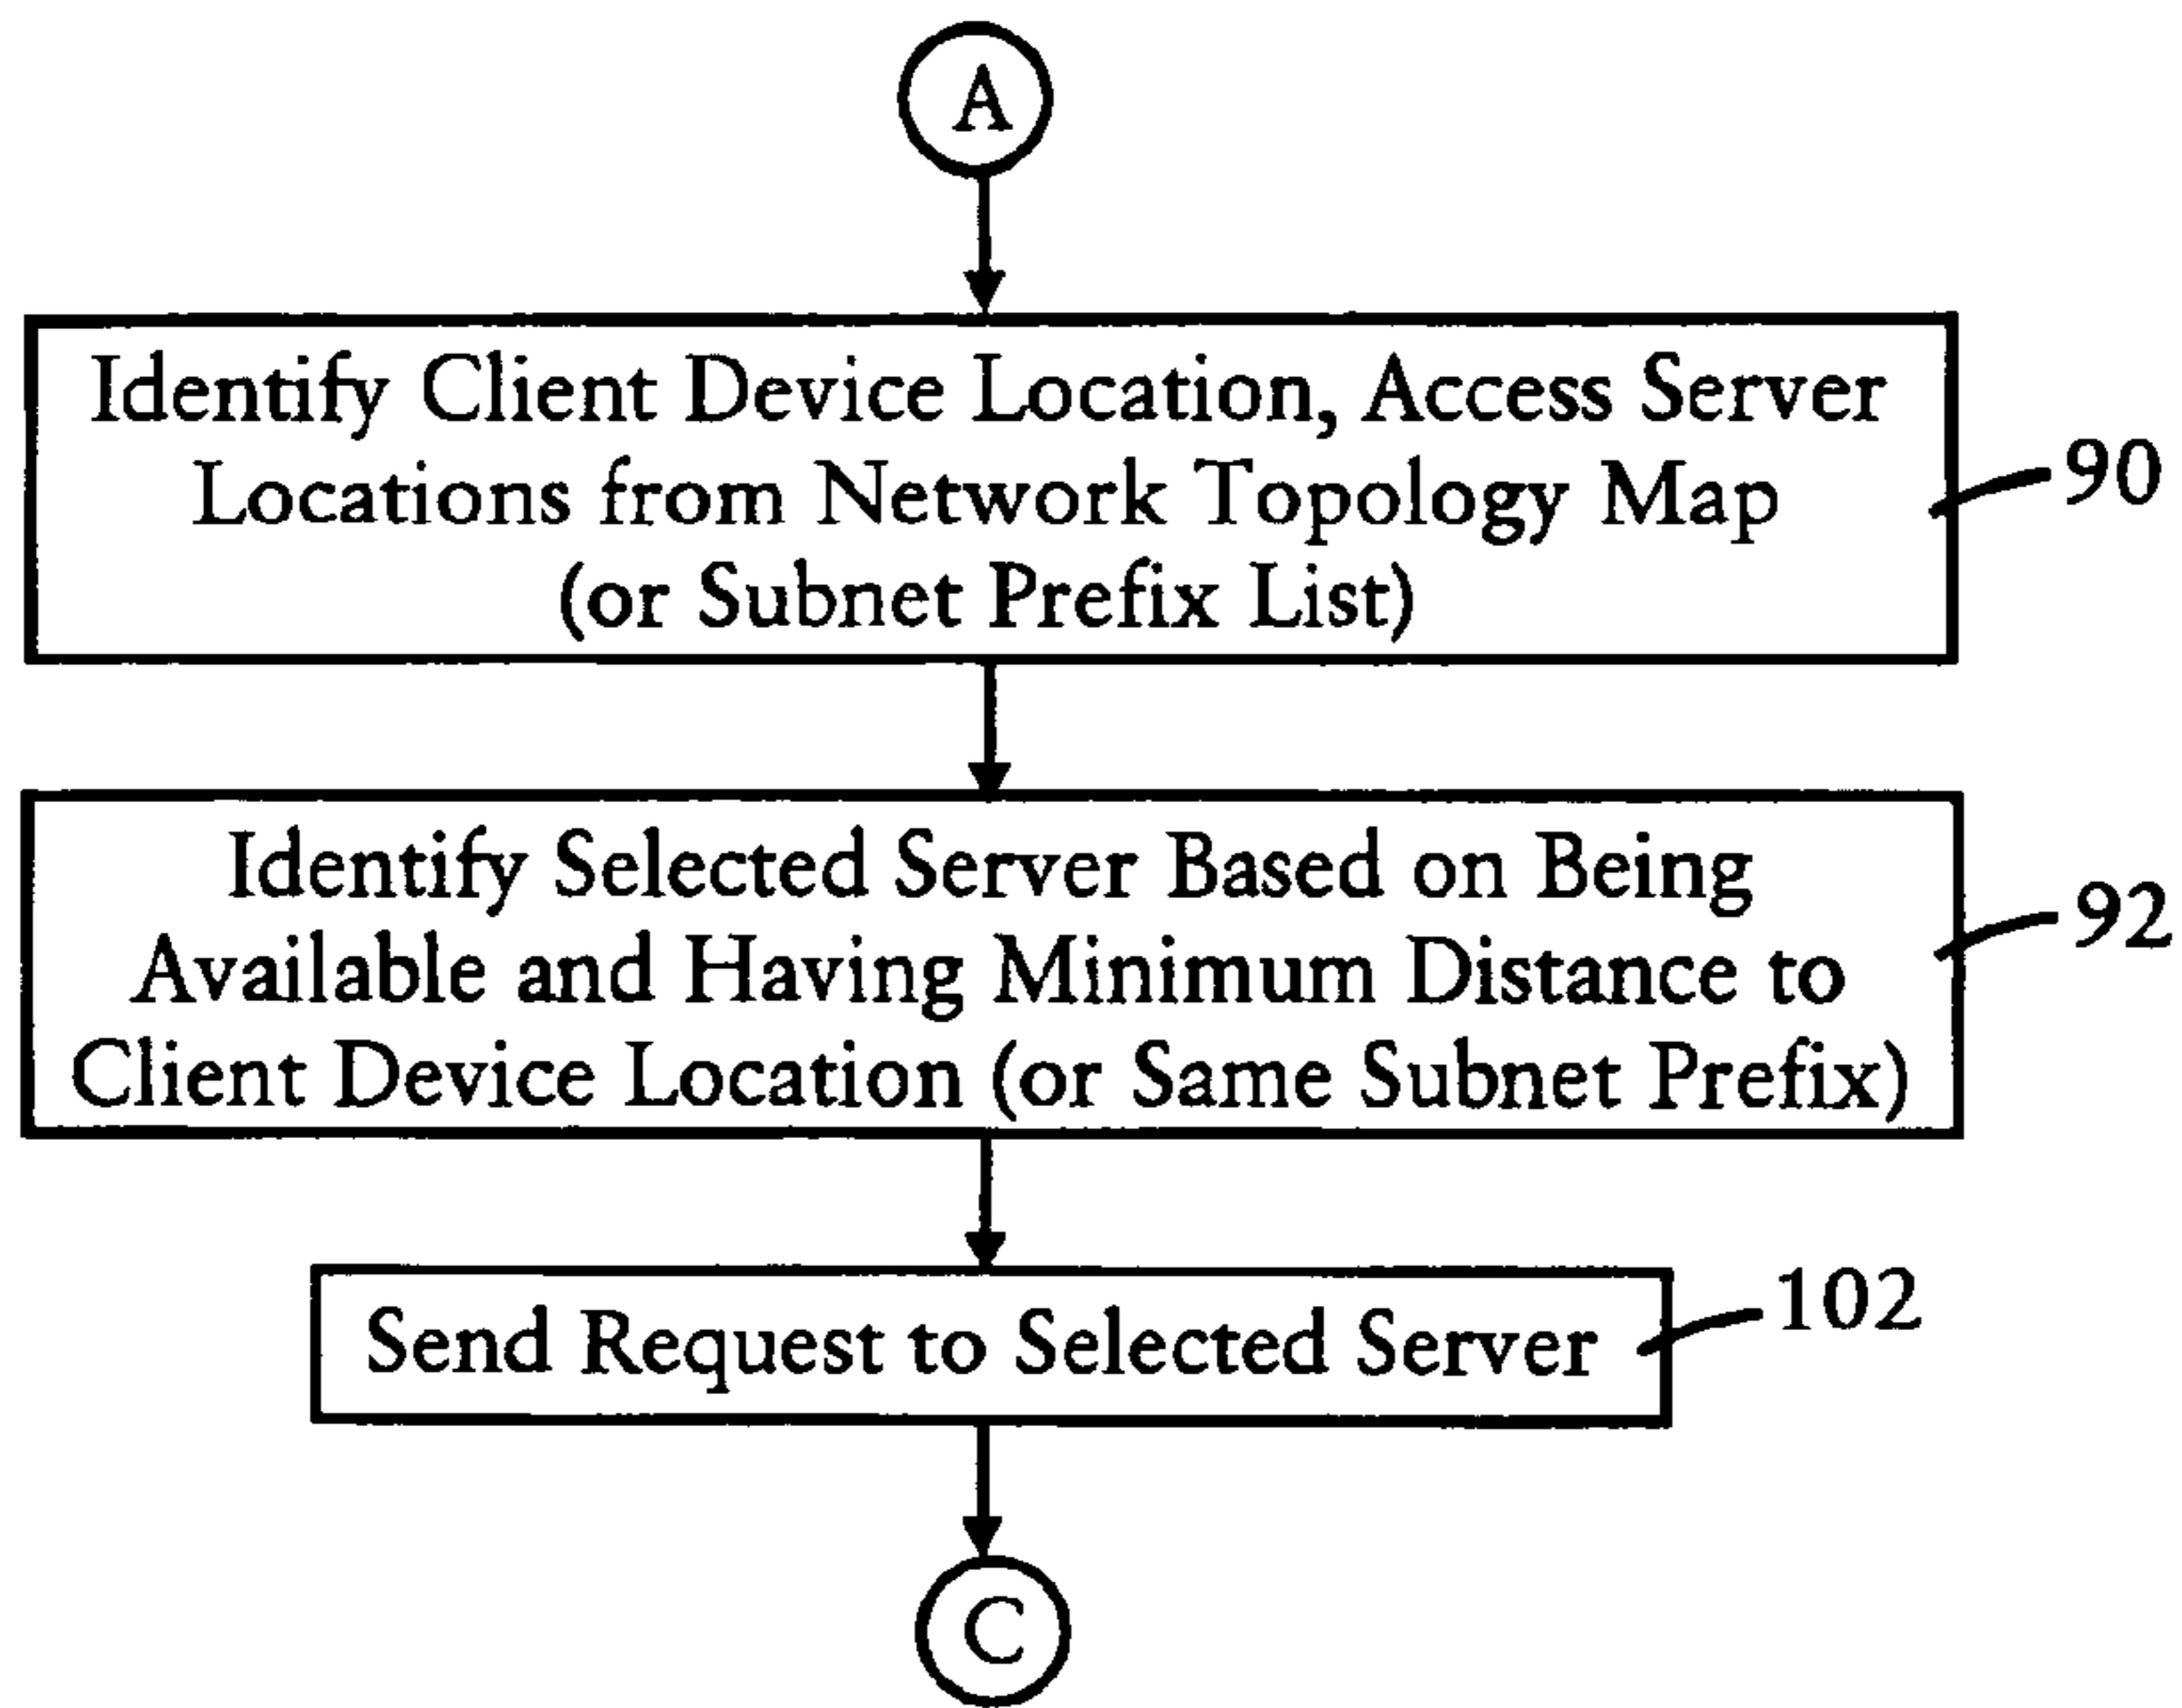 A
Identify Client Device Location, Access Server
Locations from Network Topology Map
(or Subnet Prefix List)
90
Identify Selected Server Based on Being
Available and Having Minimum Distance to
Client Device Location (or Same Subnet Prefix)
92
Send Request to Selected Server
102
C